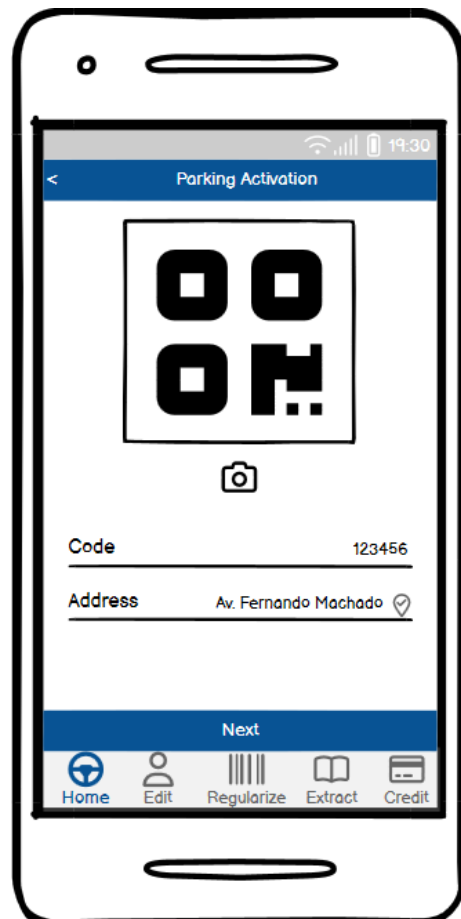 19:30
< Parking Activation
Code 123456
Address Av. Fernando Machado
Next
Home Edit Regularize Extract Credit